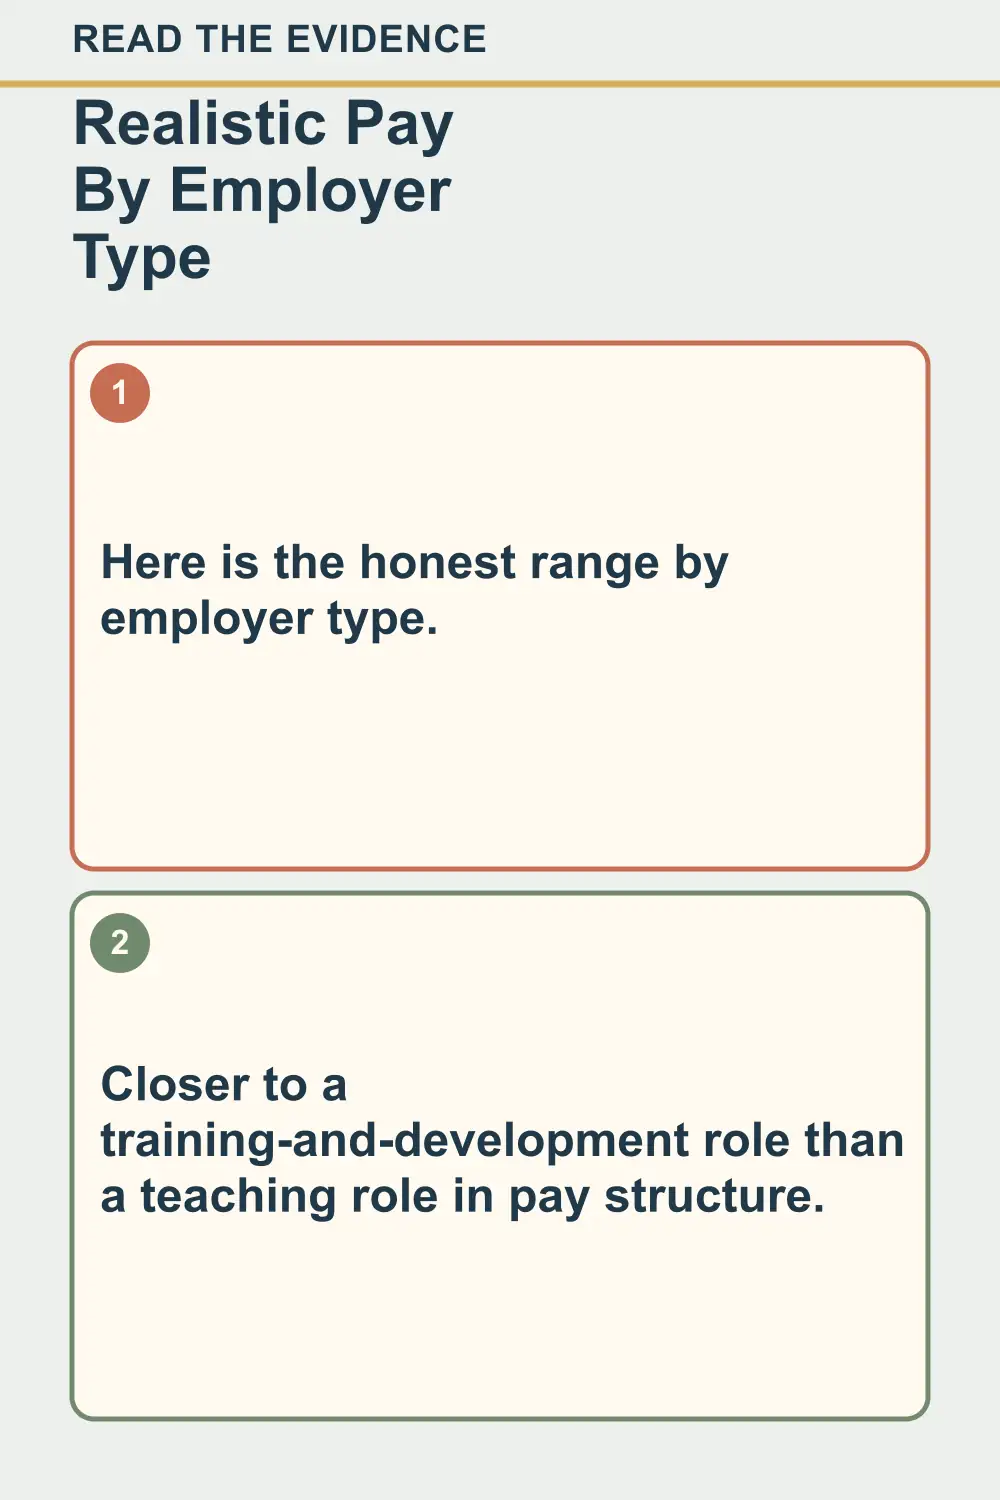 READ THE EVIDENCE
Realistic Pay
By Employer
Type
1
Here is the honest range by
employer type.
2
Closer to a
training-and-development role than
a teaching role in pay structure.